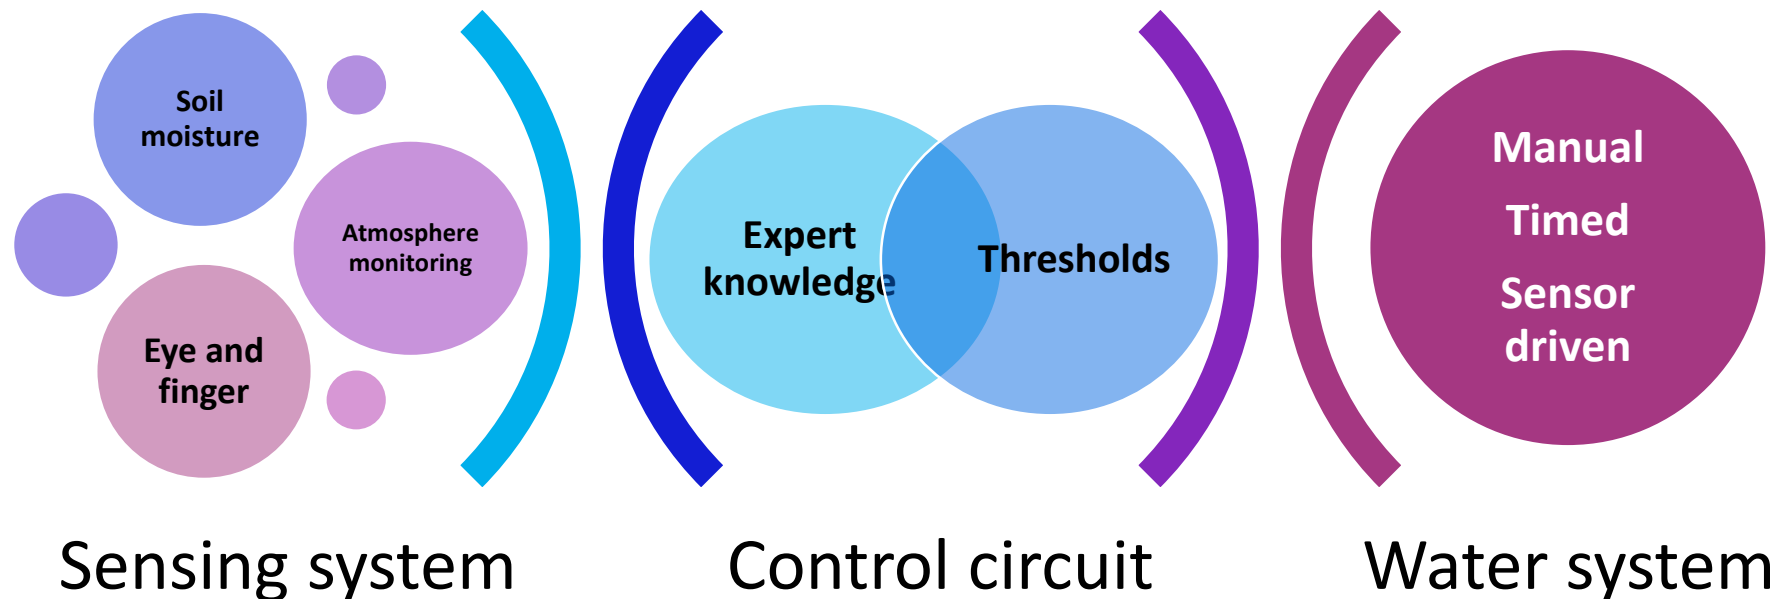 Soil
moisture
Atmosphere
monitoring
Eye and
finger
Expert
knowledge
Thresholds
Manual
Timed
Sensor
driven
Sensing system
Control circuit
Water system